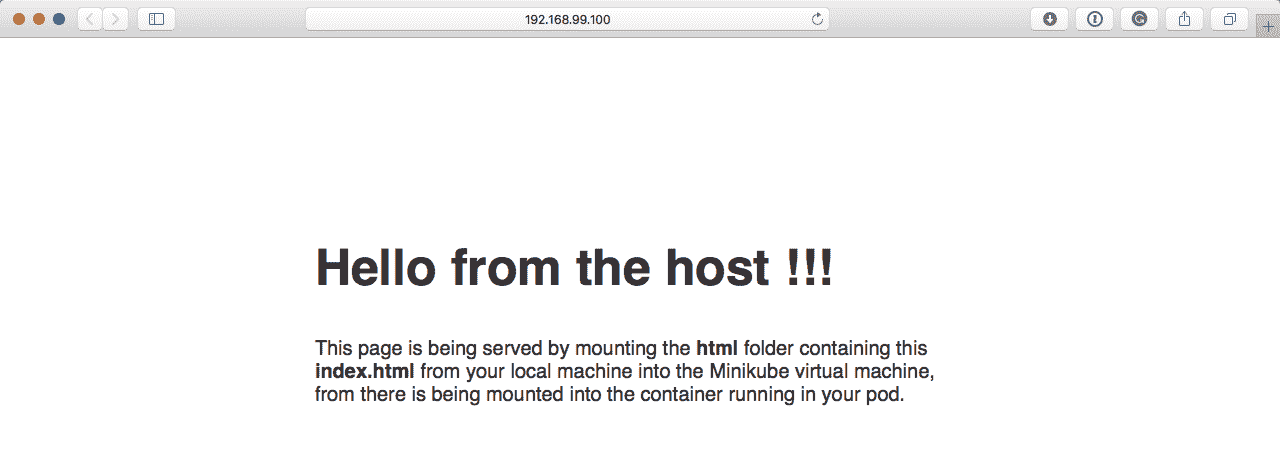 192.168.99.100
Hello from the host !!!
This page is being served by mounting the html folder containing this
index.html from your local machine into the Minikube virtual machine,
from there is being mounted into the container running in your pod.